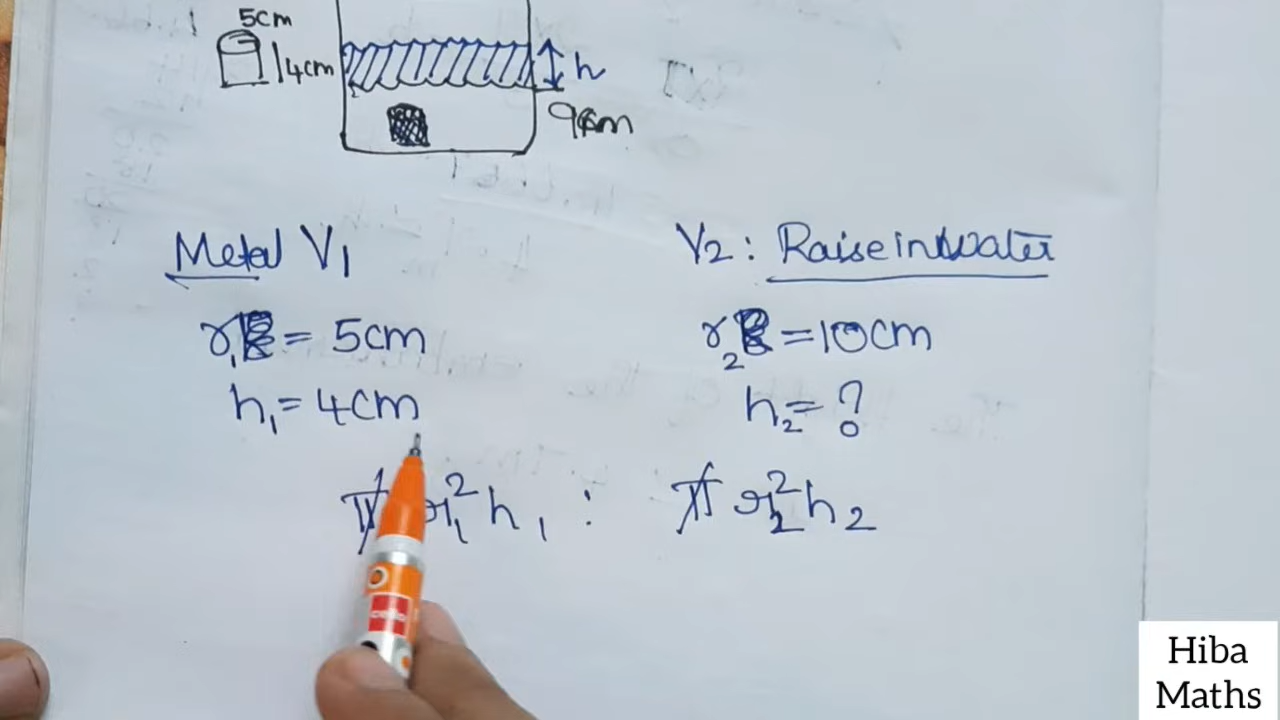 5cm
4cm
h
9cm
Metal V₁
V₂: Raise in water
r₁ = 5cm
r₂ = 10cm
h₁ = 4cm
h₂ = ?
π r₁² h₁ : π r₂² h₂
Hiba
Maths